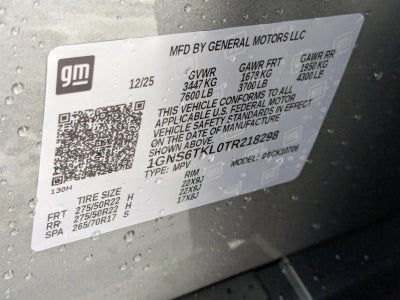 gm
MFD BY GENERAL MOTORS LLC
12/25 GVWR GAWR FRT GAWR RR
3447 KG 1678 KG 1950 KG
7600 LB 3700 LB 4300 LB
THIS VEHICLE CONFORMS TO ALL
APPLICABLE U.S. FEDERAL MOTOR
VEHICLE SAFETY STANDARDS IN EFFECT
ON THE DATE OF MANUFACTURE
SHOWN ABOVE.
1GNS6TKL0TR218298
TYPE: MPV MODEL:
130H
TIRE SIZE RIM
FRT 275/50R22 H 22X9J
RR 275/50R22 H 22X9J
SPA 265/70R17 S 17X8J